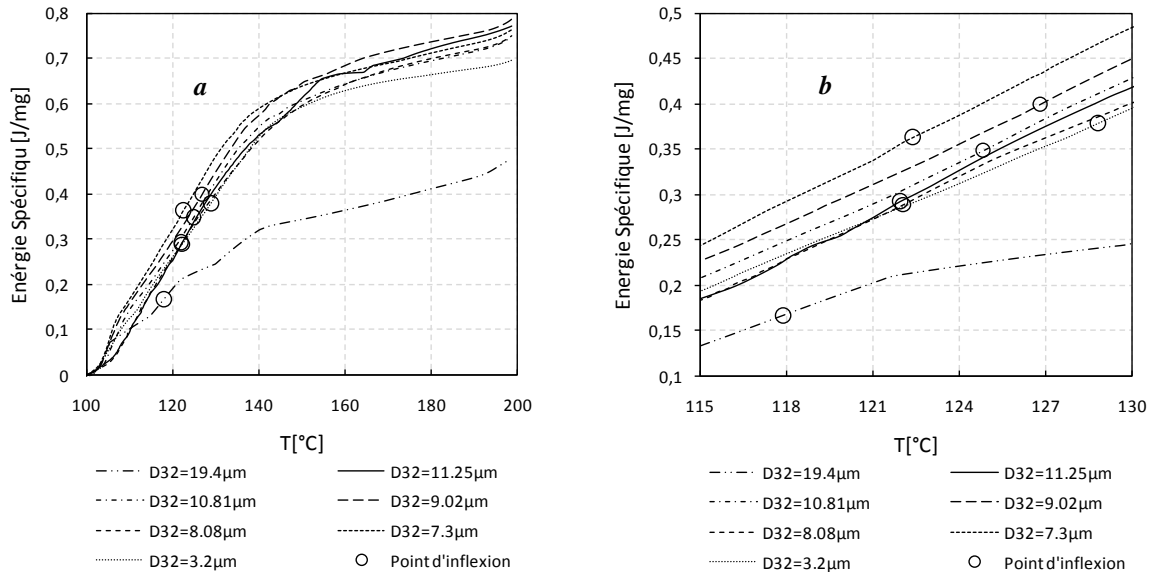 0,8
0,7
0,6
0,5
0,4
0,3
0,2
0,1
0
Enérgie Spécifiqu [J/mg]
a
100 120 140 160 180 200
T[°C]
D32=19.4µm D32=11.25µm
D32=10.81µm D32=9.02µm
D32=8.08µm D32=7.3µm
D32=3.2µm Point d'inflexion
0,5
0,45
0,4
0,35
0,3
0,25
0,2
0,15
0,1
Energie Spécifique [J/mg]
b
115 118 121 124 127 130
T[°C]
D32=19.4µm D32=11.25µm
D32=10.81µm D32=9.02µm
D32=8.08µm D32=7.3µm
D32=3.2µm Point d'inflexion